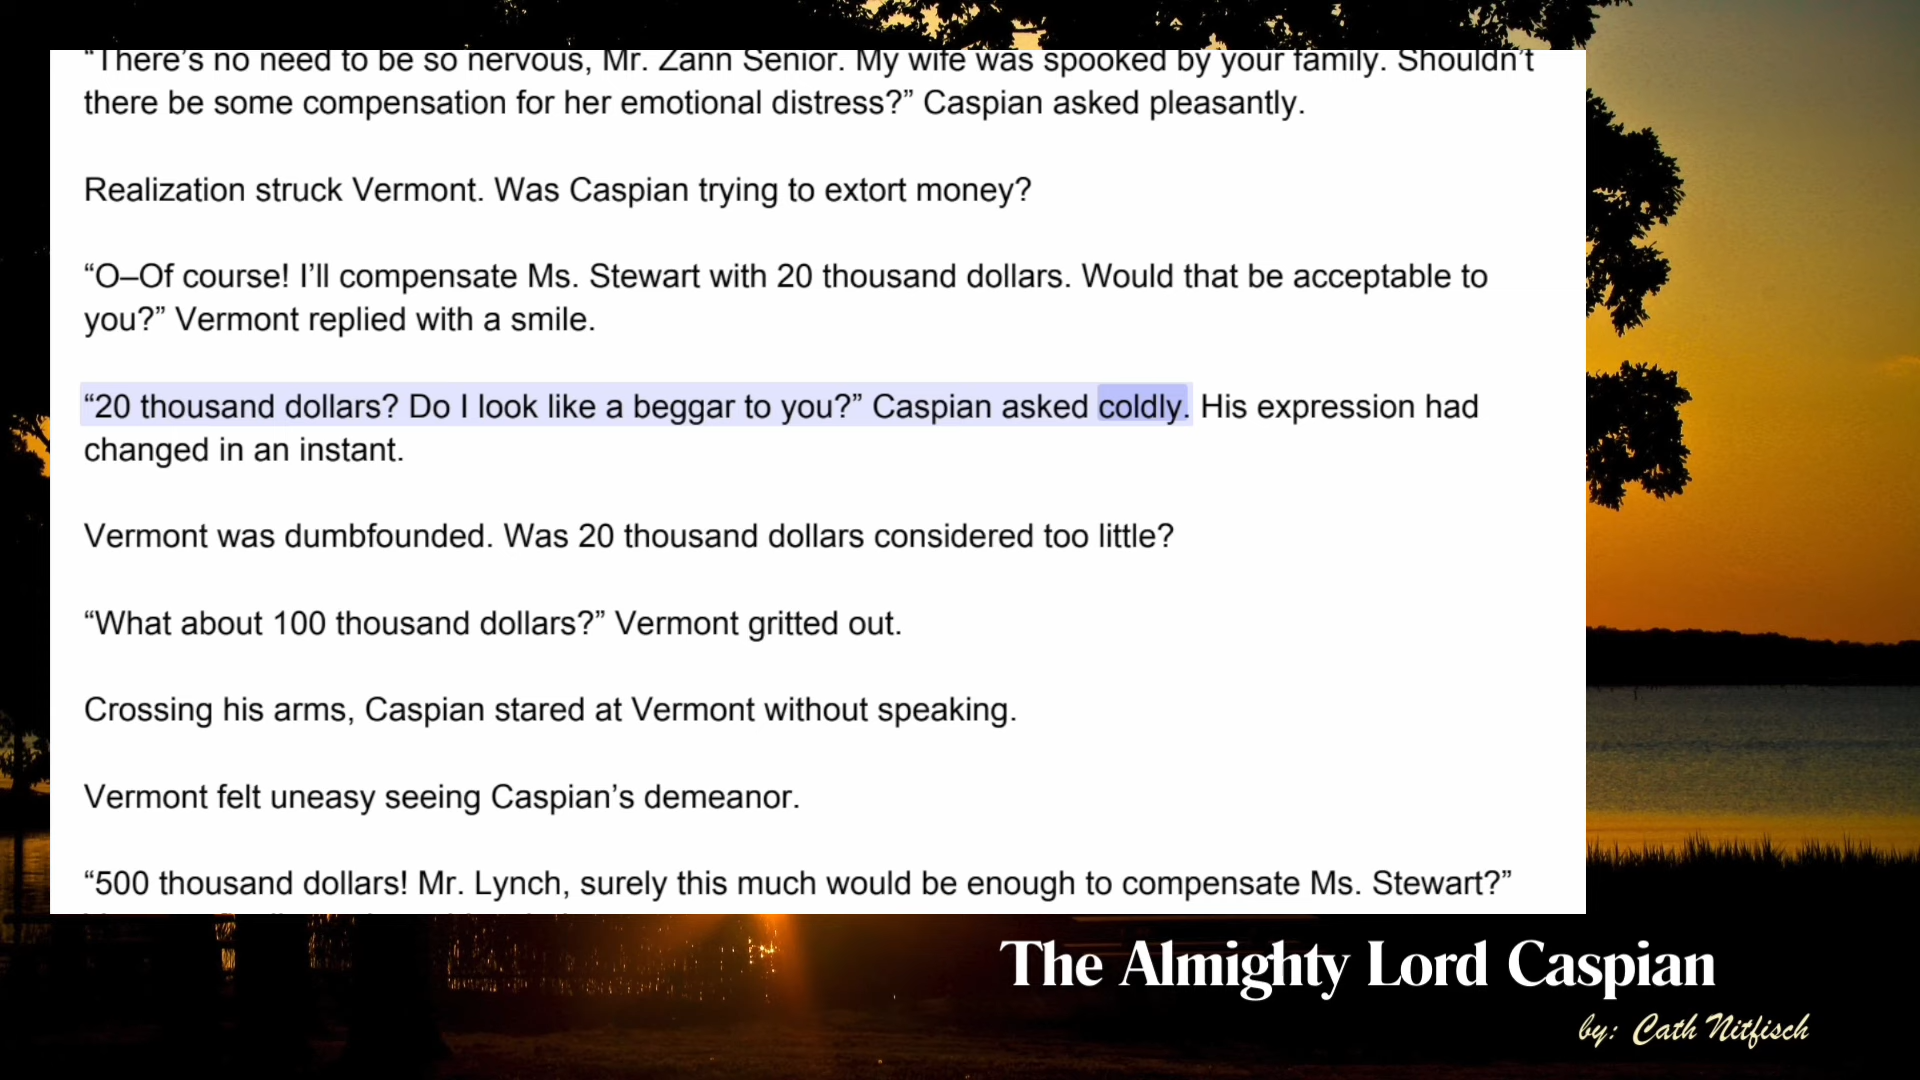 “There’s no need to be so nervous, Mr. Zann Senior. My wife was spooked by your family. Shouldn’t
there be some compensation for her emotional distress?” Caspian asked pleasantly.
Realization struck Vermont. Was Caspian trying to extort money?
“O–Of course! I’ll compensate Ms. Stewart with 20 thousand dollars. Would that be acceptable to
you?” Vermont replied with a smile.
“20 thousand dollars? Do I look like a beggar to you?” Caspian asked coldly. His expression had
changed in an instant.
Vermont was dumbfounded. Was 20 thousand dollars considered too little?
“What about 100 thousand dollars?” Vermont gritted out.
Crossing his arms, Caspian stared at Vermont without speaking.
Vermont felt uneasy seeing Caspian’s demeanor.
“500 thousand dollars! Mr. Lynch, surely this much would be enough to compensate Ms. Stewart?”
The Almighty Lord Caspian
by: Cath Nitfisch